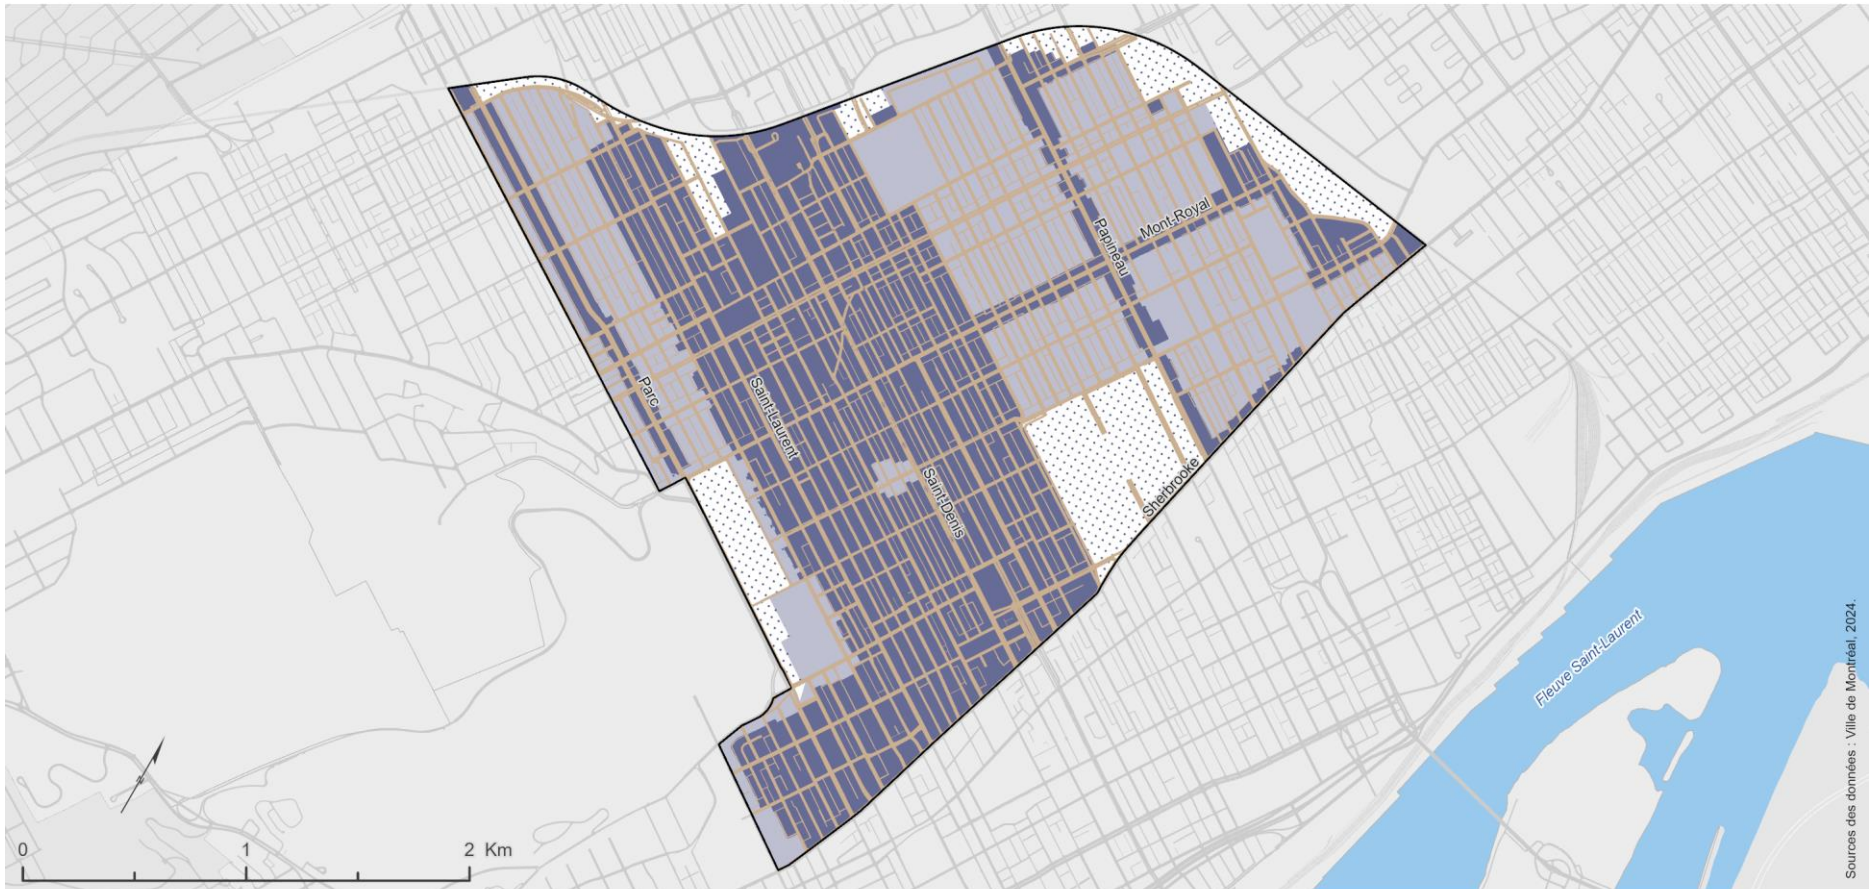 Mont-Royal
Papineau
Parc
Saint-Laurent
Saint-Denis
Sherbrooke
Fleuve Saint-Laurent
N
0 1 2 Km
Sources des données : Ville de Montréal, 2024.